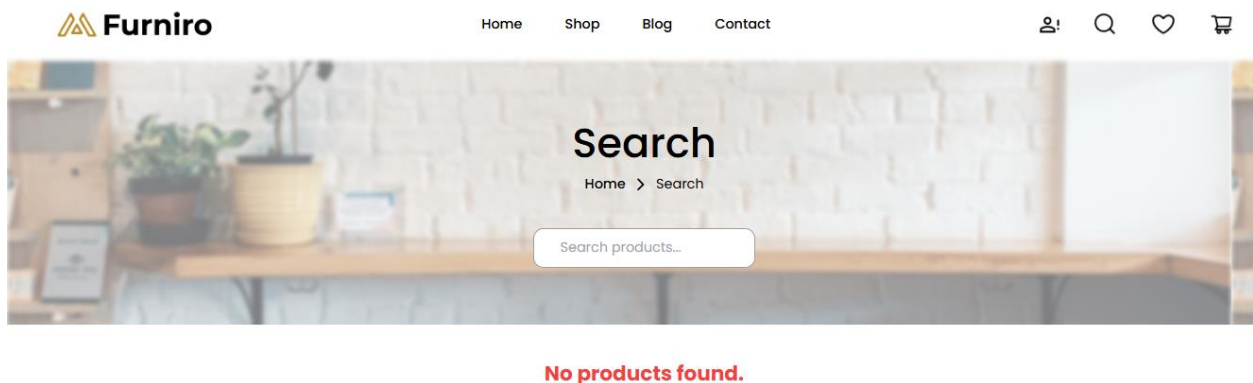 Furniro
Home Shop Blog Contact
Search
Home > Search
Search products...
No products found.